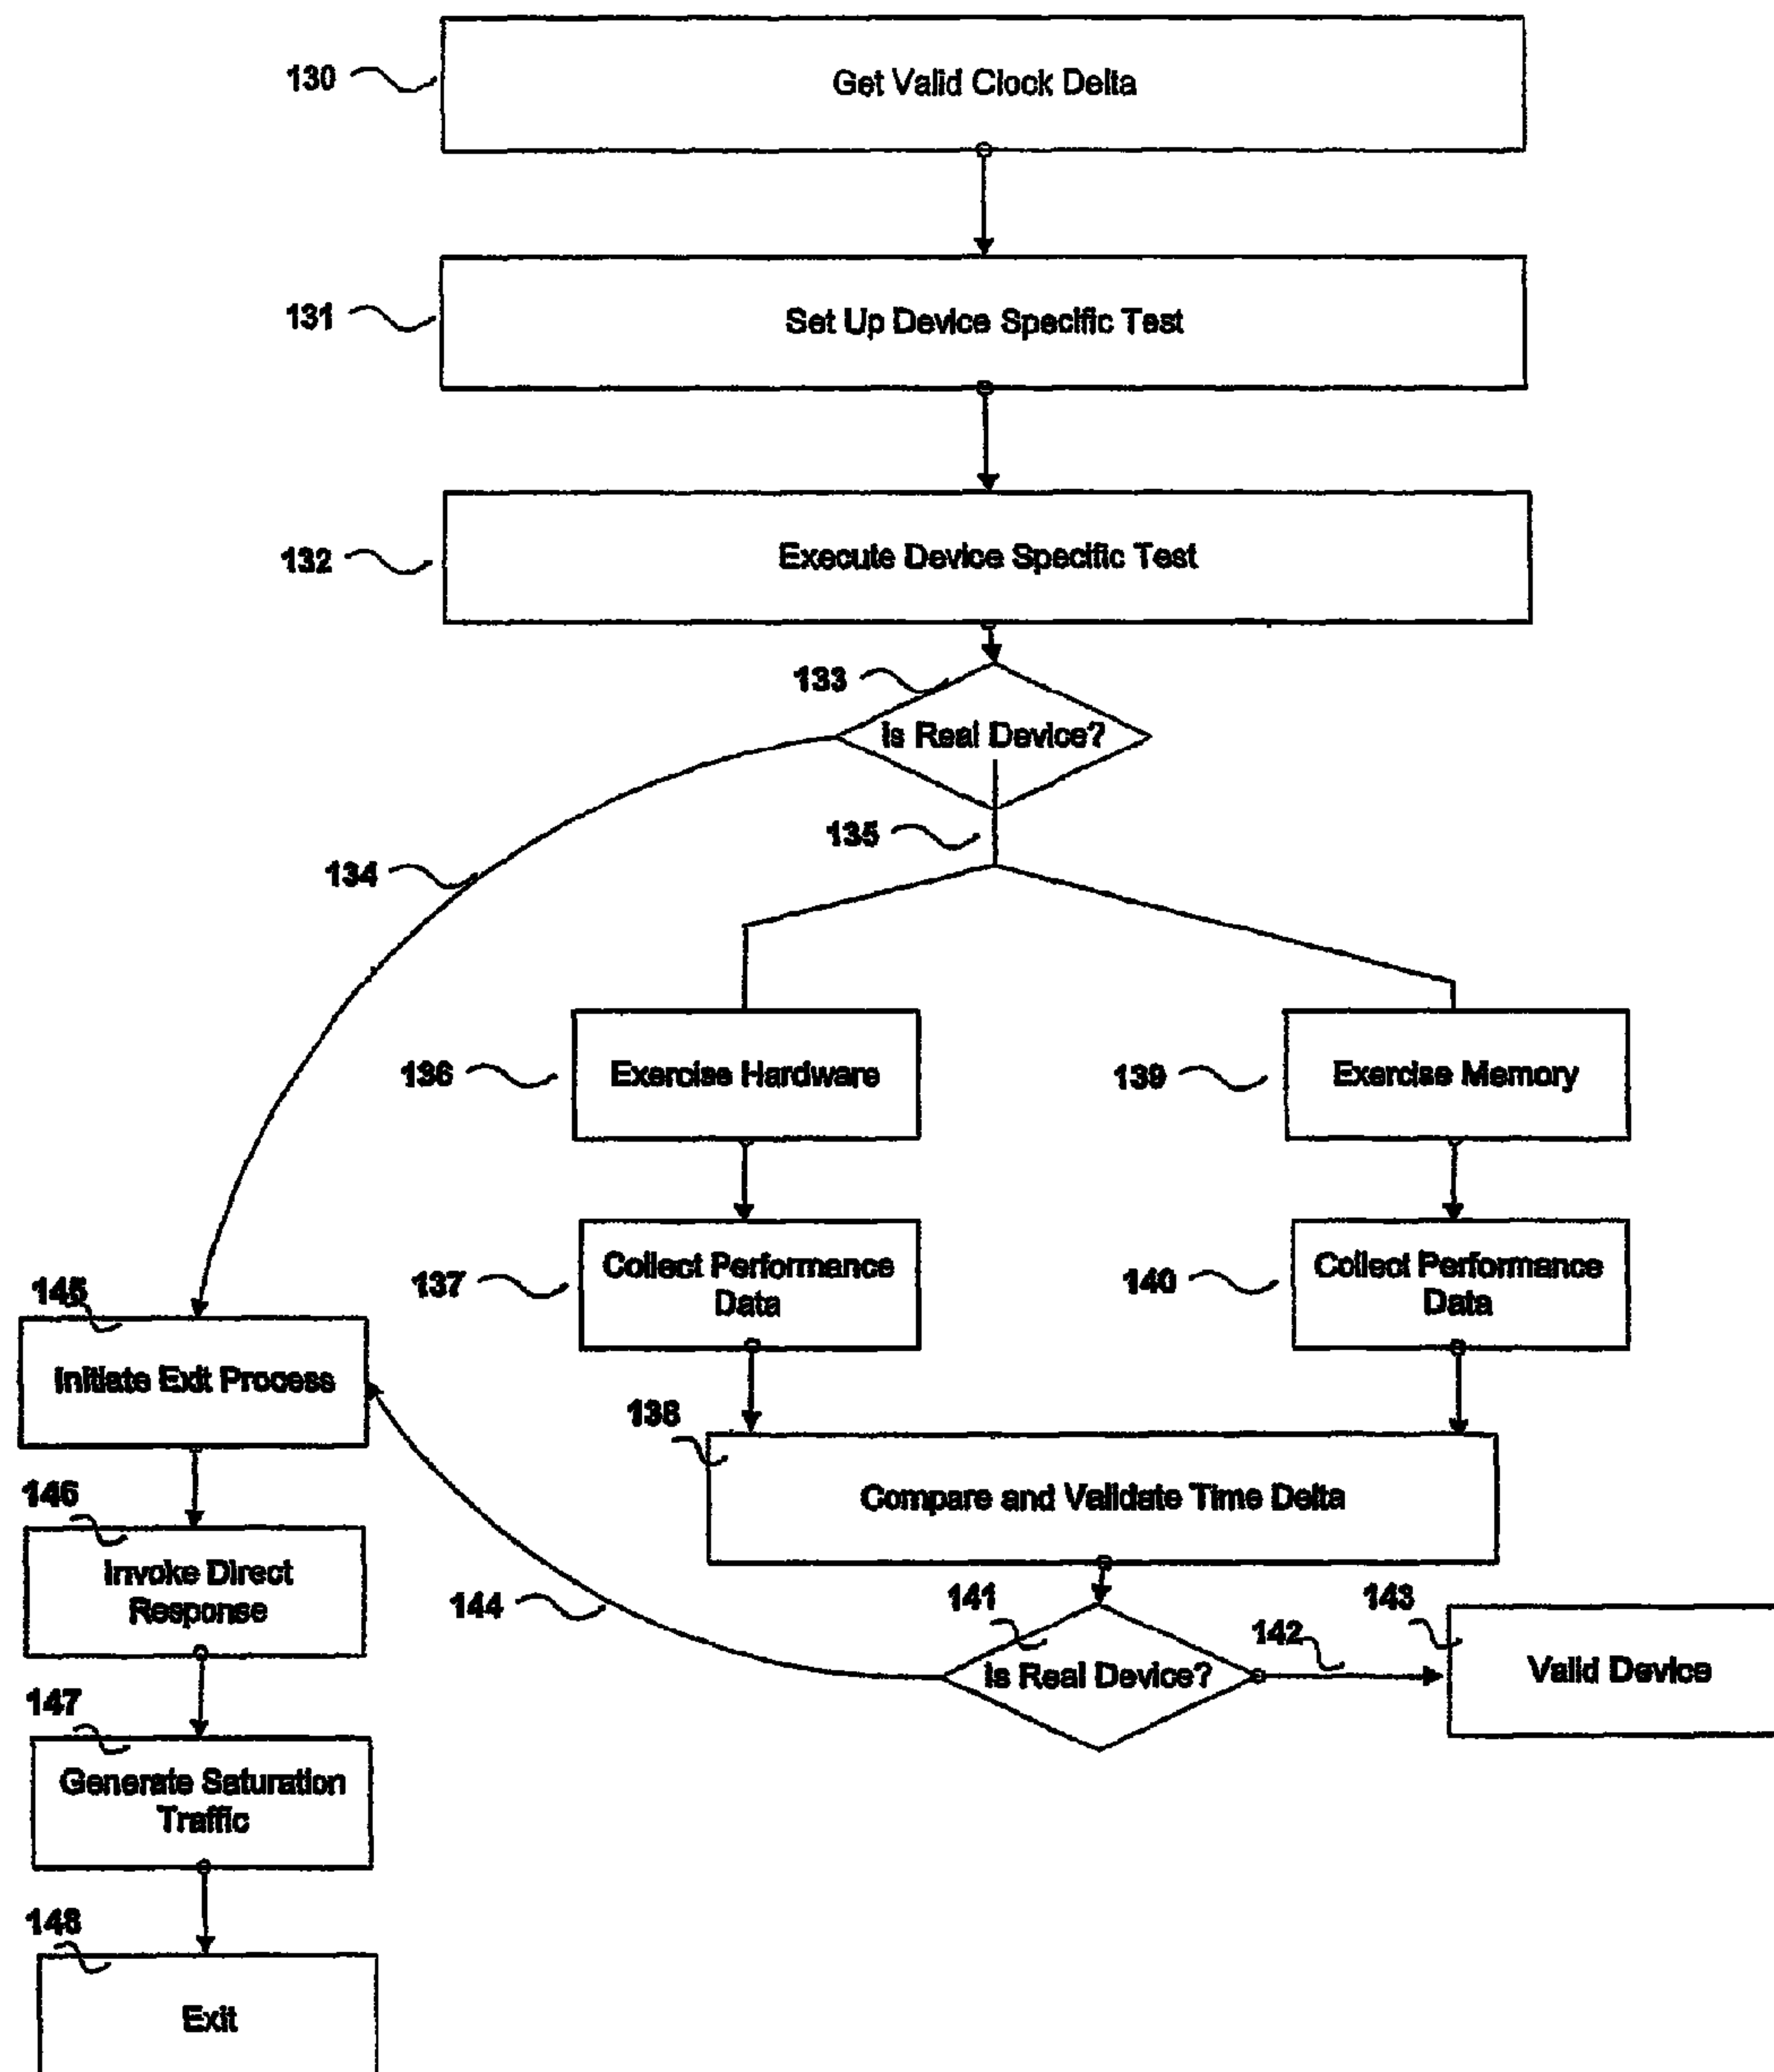 130
Get Valid Clock Delta
131
Set Up Device Specific Test
132
Execute Device Specific Test
133
Is Real Device?
135
134
136
Exercise Hardware
139
Exercise Memory
137
Collect Performance
Data
140
Collect Performance
Data
145
Initiate Exit Process
138
Compare and Validate Time Delta
146
Invoke Direct
Response
144
141
Is Real Device?
142
143
Valid Device
147
Generate Saturation
Traffic
148
Exit